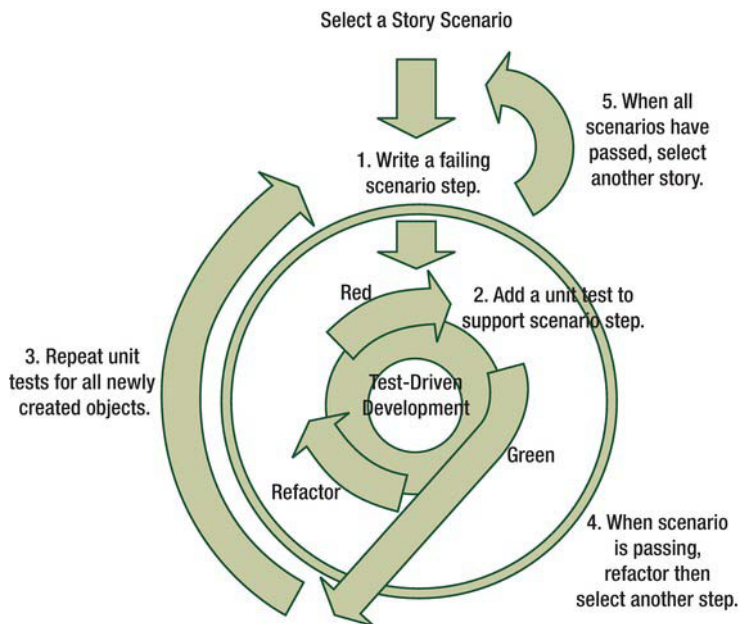 Select a Story Scenario
5. When all
scenarios have
passed, select
another story.
1. Write a failing
scenario step.
Red
2. Add a unit test to
support scenario step.
3. Repeat unit
tests for all newly
created objects.
Test-Driven
Development
Green
Refactor
4. When scenario
is passing,
refactor then
select another step.